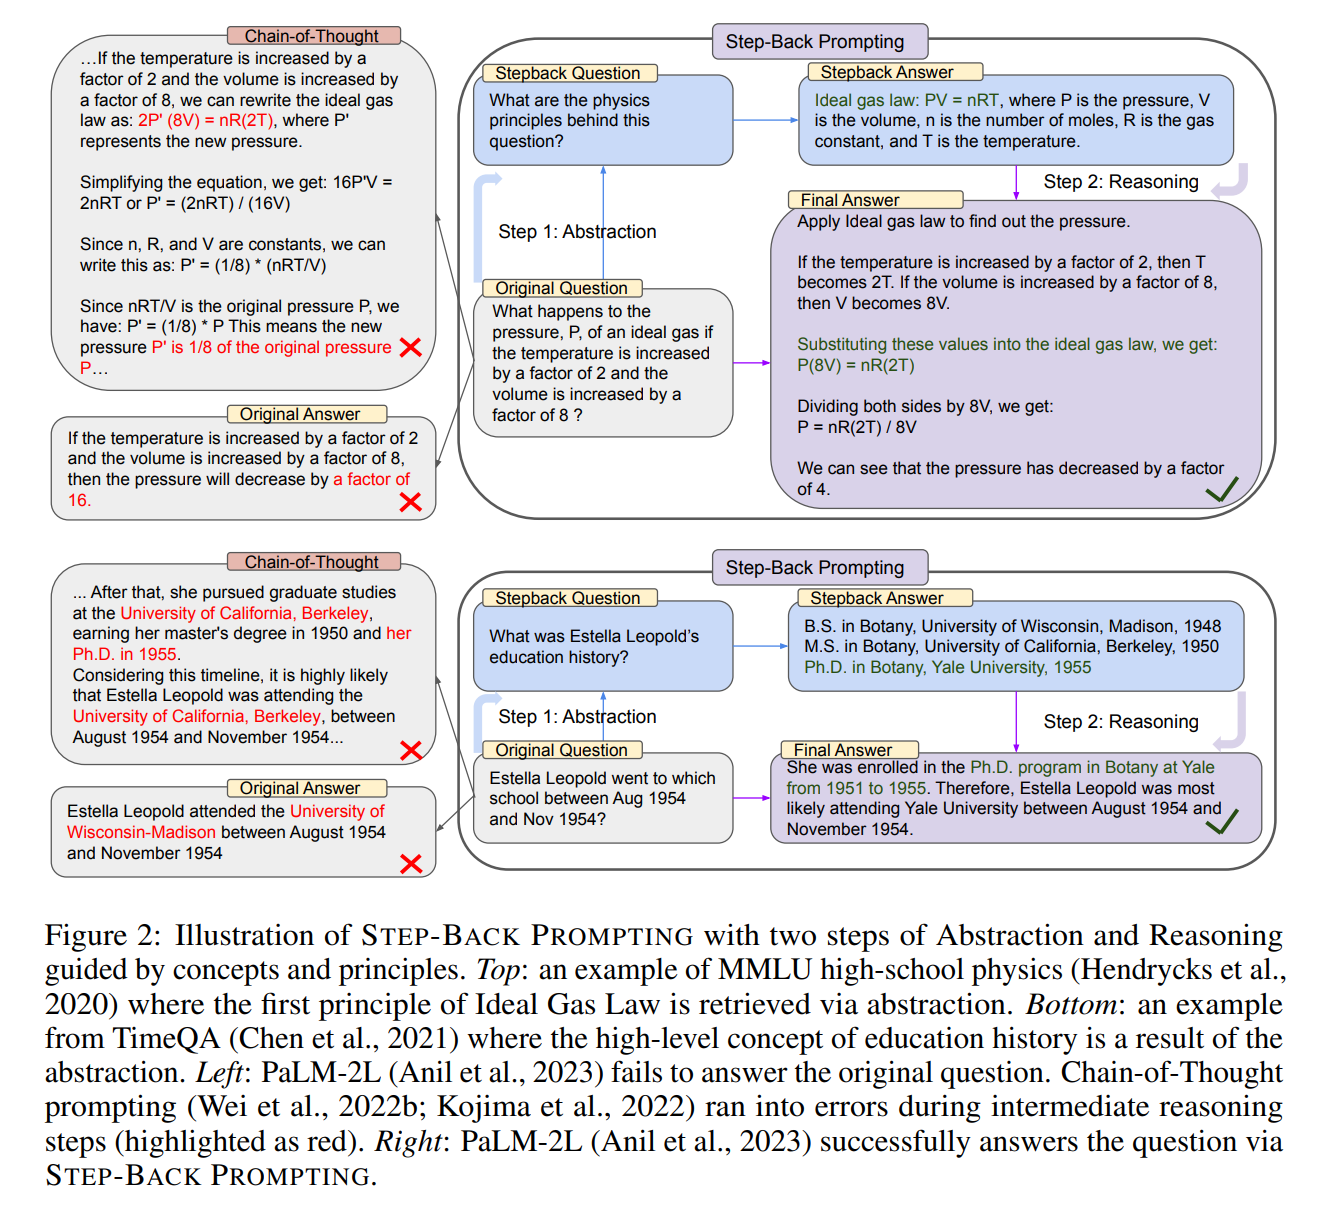 Chain-of-Thought
…If the temperature is increased by a
factor of 2 and the volume is increased by
a factor of 8, we can rewrite the ideal gas
law as: 2P' (8V) = nR(2T), where P'
represents the new pressure.
Simplifying the equation, we get: 16P'V =
2nRT or P' = (2nRT) / (16V)
Since n, R, and V are constants, we can
write this as: P' = (1/8) * (nRT/V)
Since nRT/V is the original pressure P, we
have: P' = (1/8) * P This means the new
pressure P' is 1/8 of the original pressure
P…
Original Answer
If the temperature is increased by a factor of 2
and the volume is increased by a factor of 8,
then the pressure will decrease by a factor of
16.
Step-Back Prompting
Stepback Question
What are the physics
principles behind this
question?
Stepback Answer
Ideal gas law: PV = nRT, where P is the pressure, V
is the volume, n is the number of moles, R is the gas
constant, and T is the temperature.
Step 1: Abstraction
Step 2: Reasoning
Original Question
What happens to the
pressure, P, of an ideal gas if
the temperature is increased
by a factor of 2 and the
volume is increased by a
factor of 8 ?
Final Answer
Apply Ideal gas law to find out the pressure.
If the temperature is increased by a factor of 2, then T
becomes 2T. If the volume is increased by a factor of 8,
then V becomes 8V.
Substituting these values into the ideal gas law, we get:
P(8V) = nR(2T)
Dividing both sides by 8V, we get:
P = nR(2T) / 8V
We can see that the pressure has decreased by a factor
of 4.
Chain-of-Thought
... After that, she pursued graduate studies
at the University of California, Berkeley,
earning her master's degree in 1950 and her
Ph.D. in 1955.
Considering this timeline, it is highly likely
that Estella Leopold was attending the
University of California, Berkeley, between
August 1954 and November 1954...
Original Answer
Estella Leopold attended the University of
Wisconsin-Madison between August 1954
and November 1954
Step-Back Prompting
Stepback Question
What was Estella Leopold's
education history?
Stepback Answer
B.S. in Botany, University of Wisconsin, Madison, 1948
M.S. in Botany, University of California, Berkeley, 1950
Ph.D. in Botany, Yale University, 1955
Step 1: Abstraction
Step 2: Reasoning
Original Question
Estella Leopold went to which
school between Aug 1954
and Nov 1954?
Final Answer
She was enrolled in the Ph.D. program in Botany at Yale
from 1951 to 1955. Therefore, Estella Leopold was most
likely attending Yale University between August 1954 and
November 1954.
Figure 2: Illustration of STEP-BACK PROMPTING with two steps of Abstraction and Reasoning
guided by concepts and principles. Top: an example of MMLU high-school physics (Hendrycks et al.,
2020) where the first principle of Ideal Gas Law is retrieved via abstraction. Bottom: an example
from TimeQA (Chen et al., 2021) where the high-level concept of education history is a result of the
abstraction. Left: PaLM-2L (Anil et al., 2023) fails to answer the original question. Chain-of-Thought
prompting (Wei et al., 2022b; Kojima et al., 2022) ran into errors during intermediate reasoning
steps (highlighted as red). Right: PaLM-2L (Anil et al., 2023) successfully answers the question via
STEP-BACK PROMPTING.